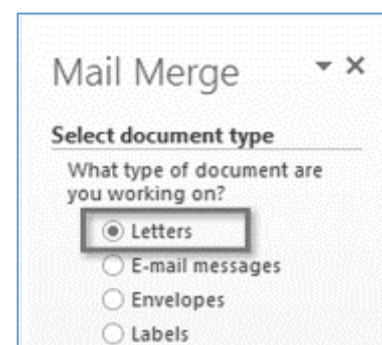 Mail Merge
Select document type
What type of document are
you working on?
Letters
E-mail messages
Envelopes
Labels